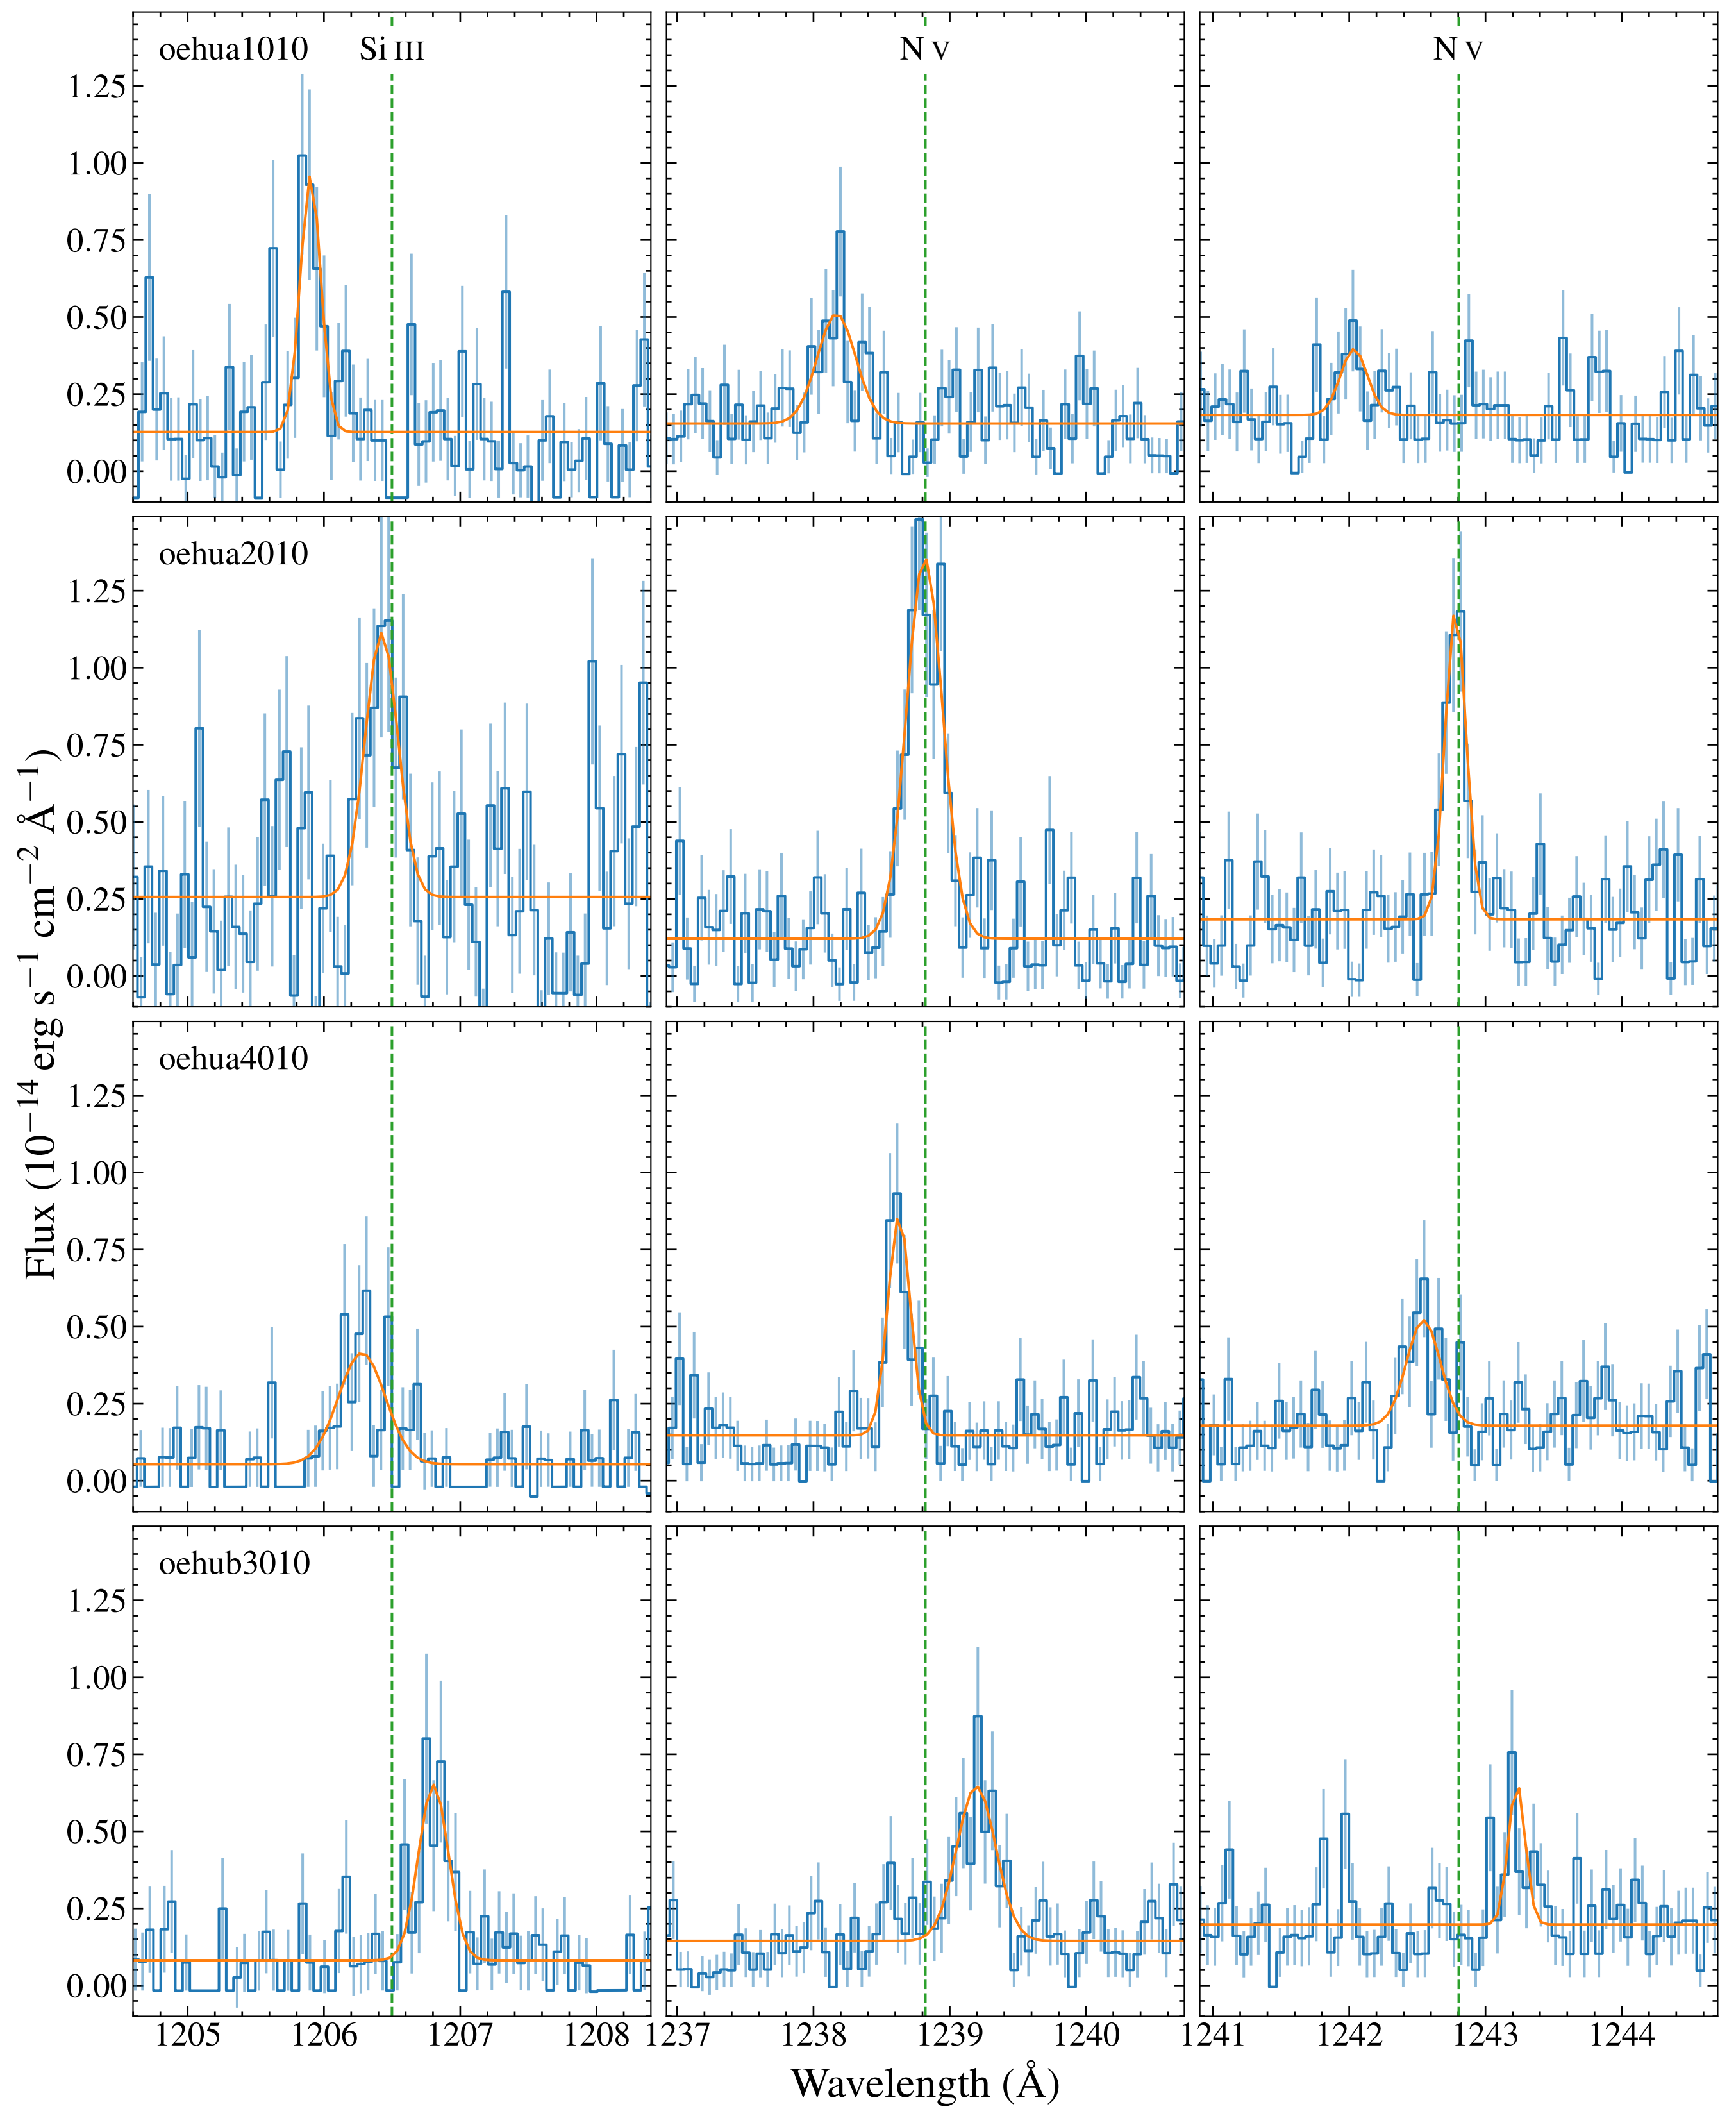 oehua1010
Si III
N V
N V
1.25
1.00
0.75
0.50
0.25
0.00
oehua2010
1.25
1.00
0.75
0.50
0.25
0.00
oehua4010
1.25
1.00
0.75
0.50
0.25
0.00
oehub3010
1.25
1.00
0.75
0.50
0.25
0.00
Flux (10⁻¹⁴ erg s⁻¹ cm⁻² Å⁻¹)
1205 1206 1207 1208 1237 1238 1239 1240 1241 1242 1243 1244
Wavelength (Å)